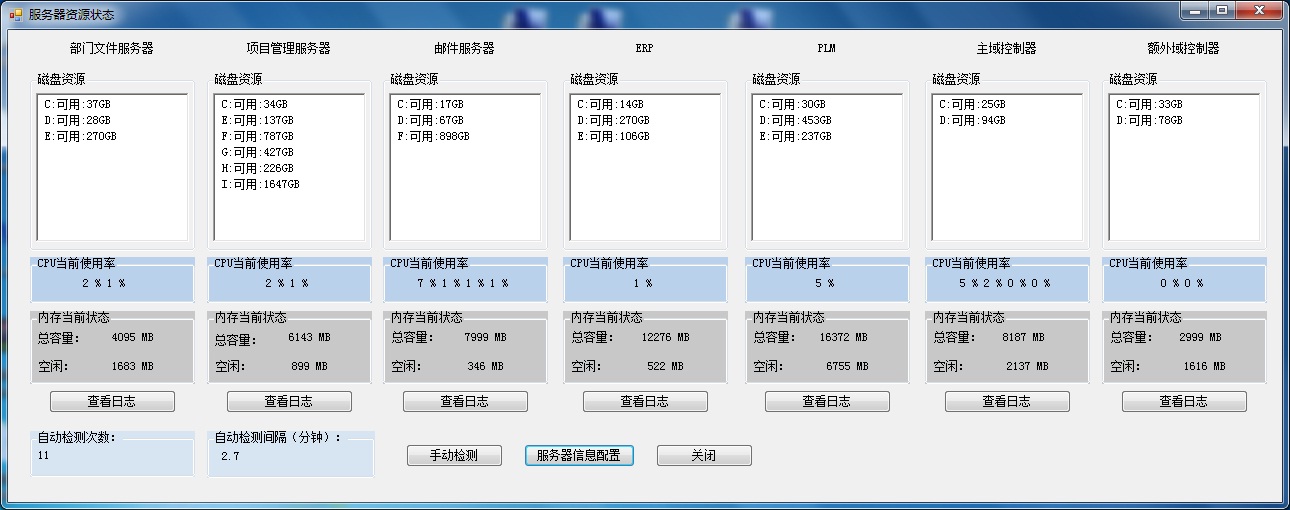 服务器资源状态
部门文件服务器
磁盘资源
C:可用:37GB
D:可用:28GB
E:可用:270GB
CPU当前使用率
2 % 1 %
内存当前状态
总容量: 4095 MB
空闲: 1683 MB
查看日志
项目管理服务器
磁盘资源
C:可用:34GB
E:可用:137GB
F:可用:787GB
G:可用:427GB
H:可用:226GB
I:可用:1647GB
CPU当前使用率
2 % 1 %
内存当前状态
总容量: 6143 MB
空闲: 899 MB
查看日志
邮件服务器
磁盘资源
C:可用:17GB
D:可用:67GB
F:可用:898GB
CPU当前使用率
7 % 1 % 1 % 1 %
内存当前状态
总容量: 7999 MB
空闲: 346 MB
查看日志
ERP
磁盘资源
C:可用:14GB
D:可用:270GB
E:可用:106GB
CPU当前使用率
1 %
内存当前状态
总容量: 12276 MB
空闲: 522 MB
查看日志
PLM
磁盘资源
C:可用:30GB
D:可用:453GB
E:可用:237GB
CPU当前使用率
5 %
内存当前状态
总容量: 16372 MB
空闲: 6755 MB
查看日志
主域控制器
磁盘资源
C:可用:25GB
D:可用:94GB
CPU当前使用率
5 % 2 % 0 % 0 %
内存当前状态
总容量: 8187 MB
空闲: 2137 MB
查看日志
额外域控制器
磁盘资源
C:可用:33GB
D:可用:78GB
CPU当前使用率
0 % 0 %
内存当前状态
总容量: 2999 MB
空闲: 1616 MB
查看日志
自动检测次数:
11
自动检测间隔（分钟）:
2.7
手动检测
服务器信息配置
关闭